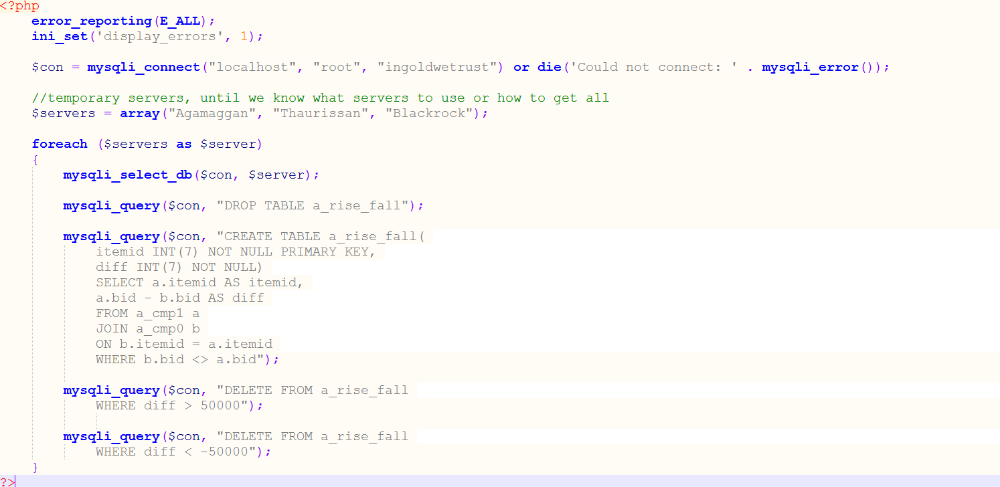 <?php
error_reporting(E_ALL);
ini_set('display_errors', 1);
$con = mysqli_connect("localhost", "root", "ingoldwetrust") or die('Could not connect: ' . mysqli_error());
//temporary servers, until we know what servers to use or how to get all
$servers = array("Agamaggan", "Thaurissan", "Blackrock");
foreach ($servers as $server)
{
mysqli_select_db($con, $server);
mysqli_query($con, "DROP TABLE a_rise_fall");
mysqli_query($con, "CREATE TABLE a_rise_fall(
itemid INT(7) NOT NULL PRIMARY KEY,
diff INT(7) NOT NULL)
SELECT a.itemid AS itemid,
a.bid - b.bid AS diff
FROM a_cmp1 a
JOIN a_cmp0 b
ON b.itemid = a.itemid
WHERE b.bid <> a.bid");
mysqli_query($con, "DELETE FROM a_rise_fall
WHERE diff > 50000");
mysqli_query($con, "DELETE FROM a_rise_fall
WHERE diff < -50000");
}
?>